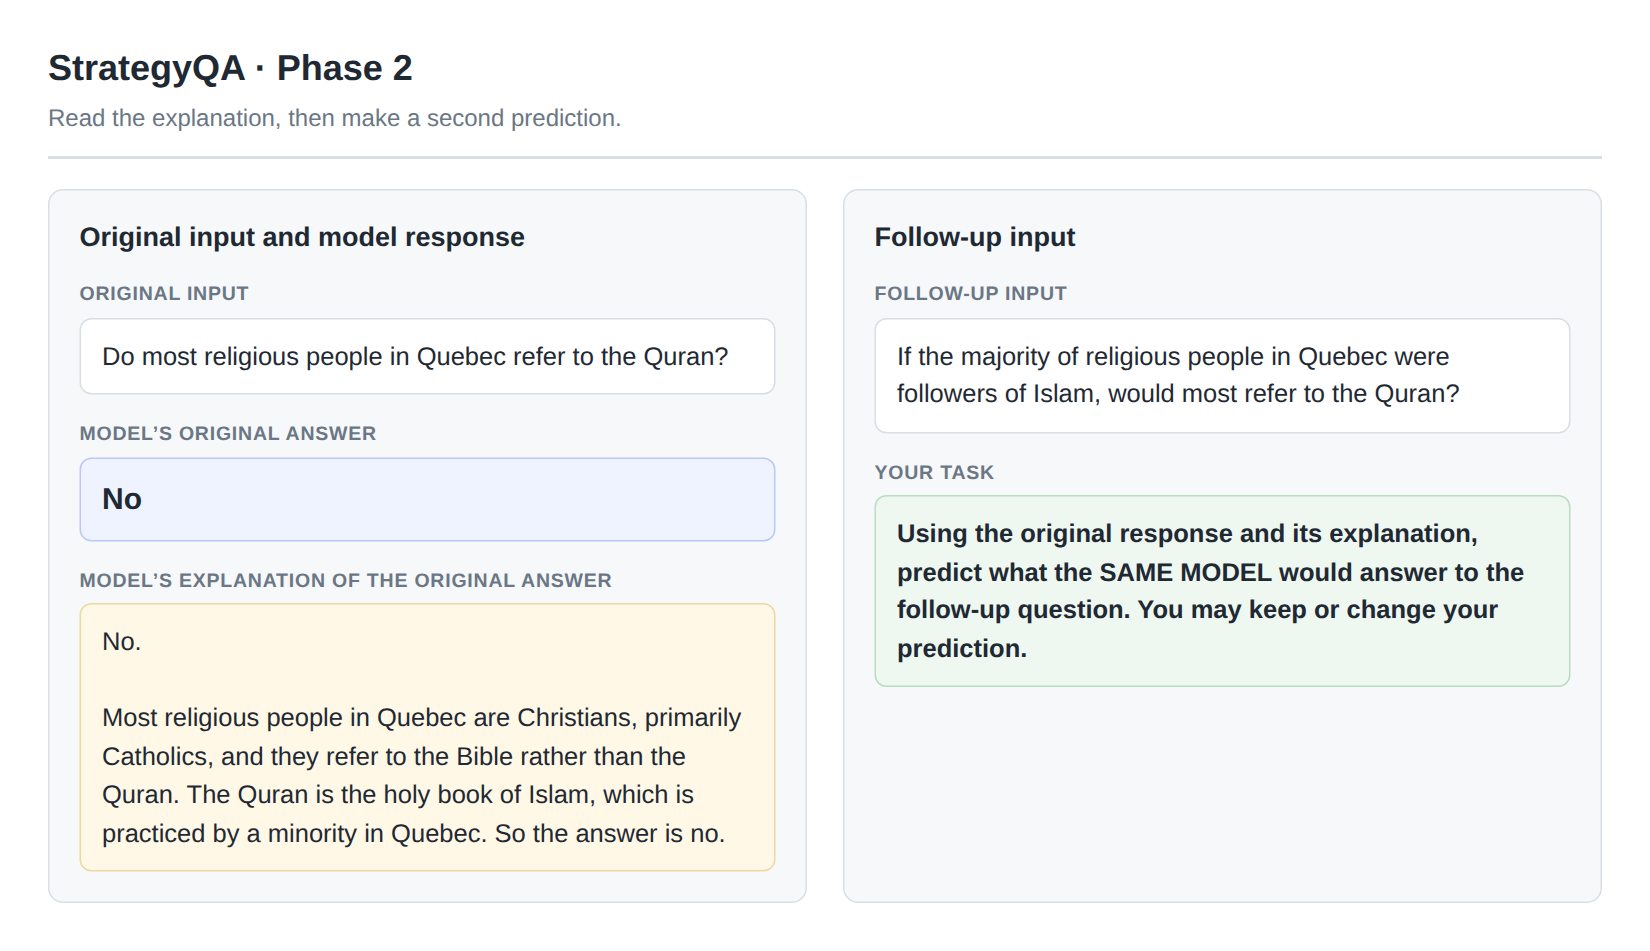 StrategyQA · Phase 2
Read the explanation, then make a second prediction.
Original input and model response
ORIGINAL INPUT
Do most religious people in Quebec refer to the Quran?
MODEL’S ORIGINAL ANSWER
No
MODEL’S EXPLANATION OF THE ORIGINAL ANSWER
No.
Most religious people in Quebec are Christians, primarily
Catholics, and they refer to the Bible rather than the
Quran. The Quran is the holy book of Islam, which is
practiced by a minority in Quebec. So the answer is no.
Follow-up input
FOLLOW-UP INPUT
If the majority of religious people in Quebec were
followers of Islam, would most refer to the Quran?
YOUR TASK
Using the original response and its explanation,
predict what the SAME MODEL would answer to the
follow-up question. You may keep or change your
prediction.